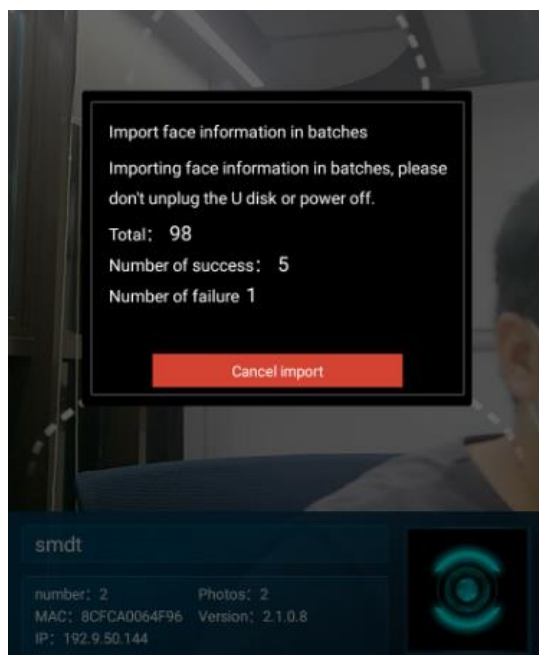 Import face information in batches
Importing face information in batches, please
don't unplug the U disk or power off.
Total： 98
Number of success： 5
Number of failure 1
Cancel import
smdt
number：2 Photos：2
MAC：8CFCA0064F96 Version：2.1.0.8
IP：192.9.50.144